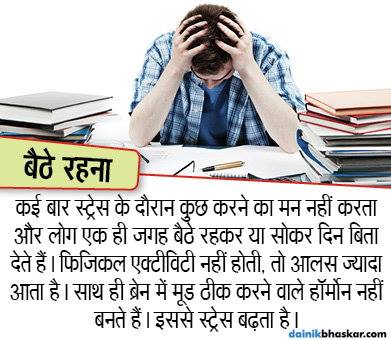 बैठे रहना
कई बार स्ट्रेस के दौरान कुछ करने का मन नहीं करता
और लोग एक ही जगह बैठे रहकर या सोकर दिन बिता
देते हैं। फिजिकल एक्टीविटी नहीं होती, तो आलस ज्यादा
आता है। साथ ही ब्रेन में मूड ठीक करने वाले हॉर्मोन नहीं
बनते हैं। इससे स्ट्रेस बढ़ता है।
dainikbhaskar.com